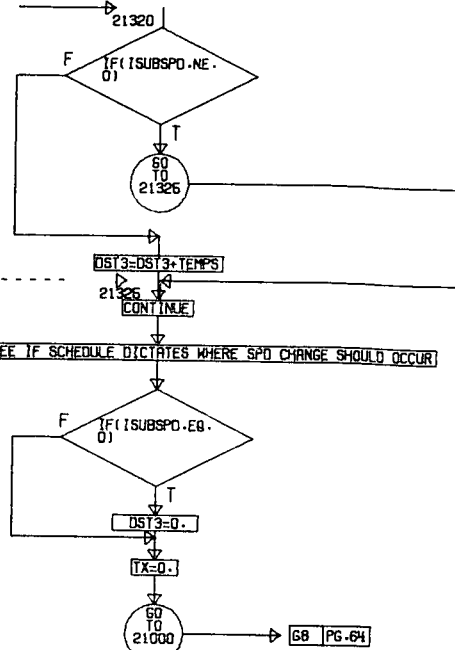 21320
F
IF(ISUBSPD.NE.
0)
T
GO
TO
21326
DST3=DST3+TEMPS
21326
CONTINUE
EE IF SCHEDULE DICTATES WHERE SPD CHANGE SHOULD OCCUR
F
IF(ISUBSPD.EQ.
0)
T
DST3=0.
TX=0.
GO
TO
21000
G8 PG.64